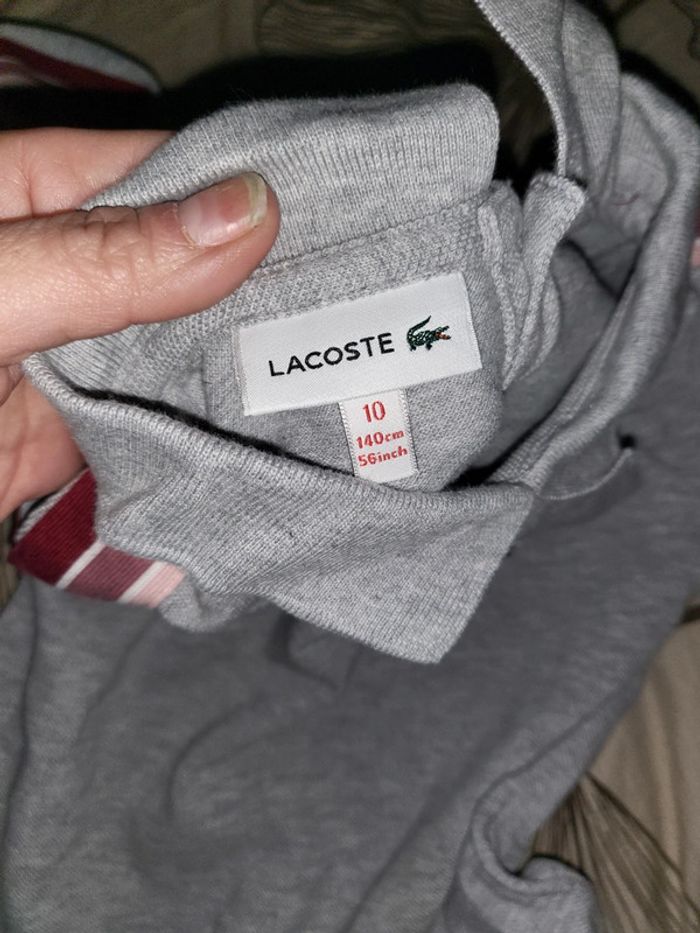 LACOSTE
10
140cm
56inch